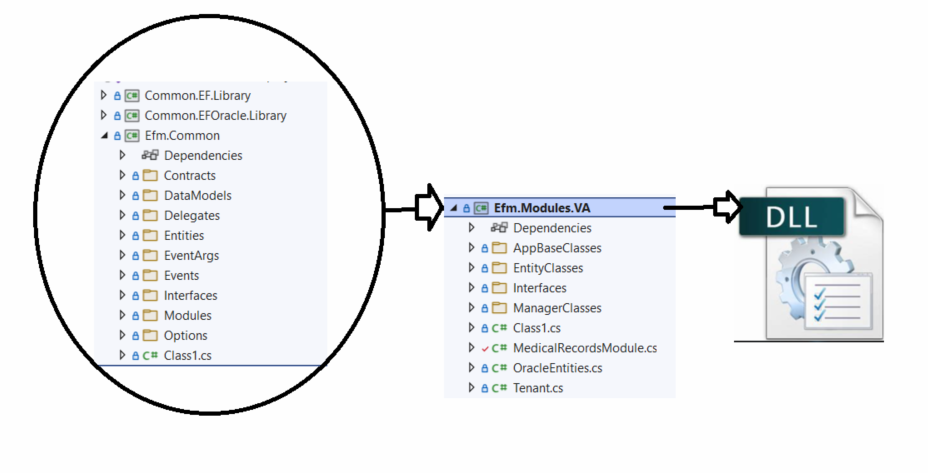 Common.EF.Library
C# Common.EFOracle.Library
C# Efm.Common
Dependencies
Contracts
DataModels
Delegates
Entities
EventArgs
Events
Interfaces
Modules
Options
C# Class1.cs
C# Efm.Modules.VA
Dependencies
AppBaseClasses
EntityClasses
Interfaces
ManagerClasses
C# Class1.cs
C# MedicalRecordsModule.cs
C# OracleEntities.cs
C# Tenant.cs
DLL